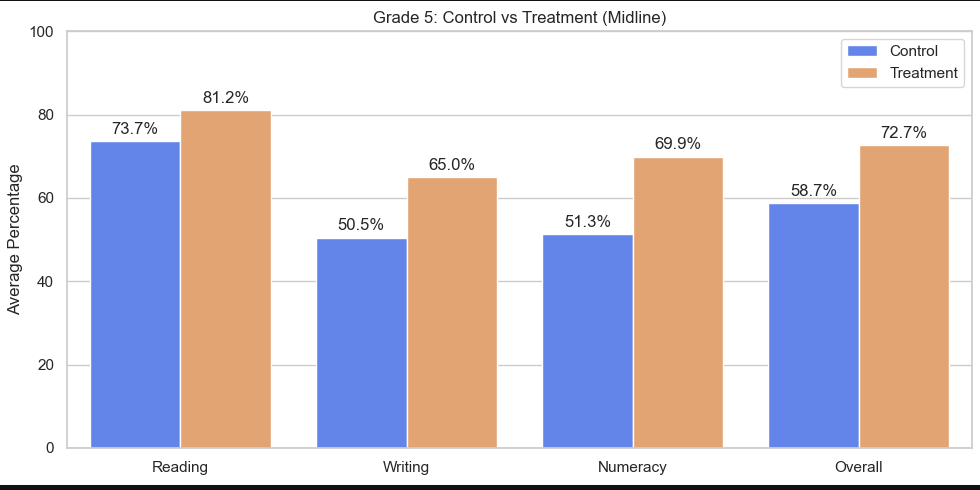 Grade 5: Control vs Treatment (Midline)
Control
Treatment
Average Percentage
100
80
60
40
20
0
73.7%
81.2%
50.5%
65.0%
51.3%
69.9%
58.7%
72.7%
Reading
Writing
Numeracy
Overall